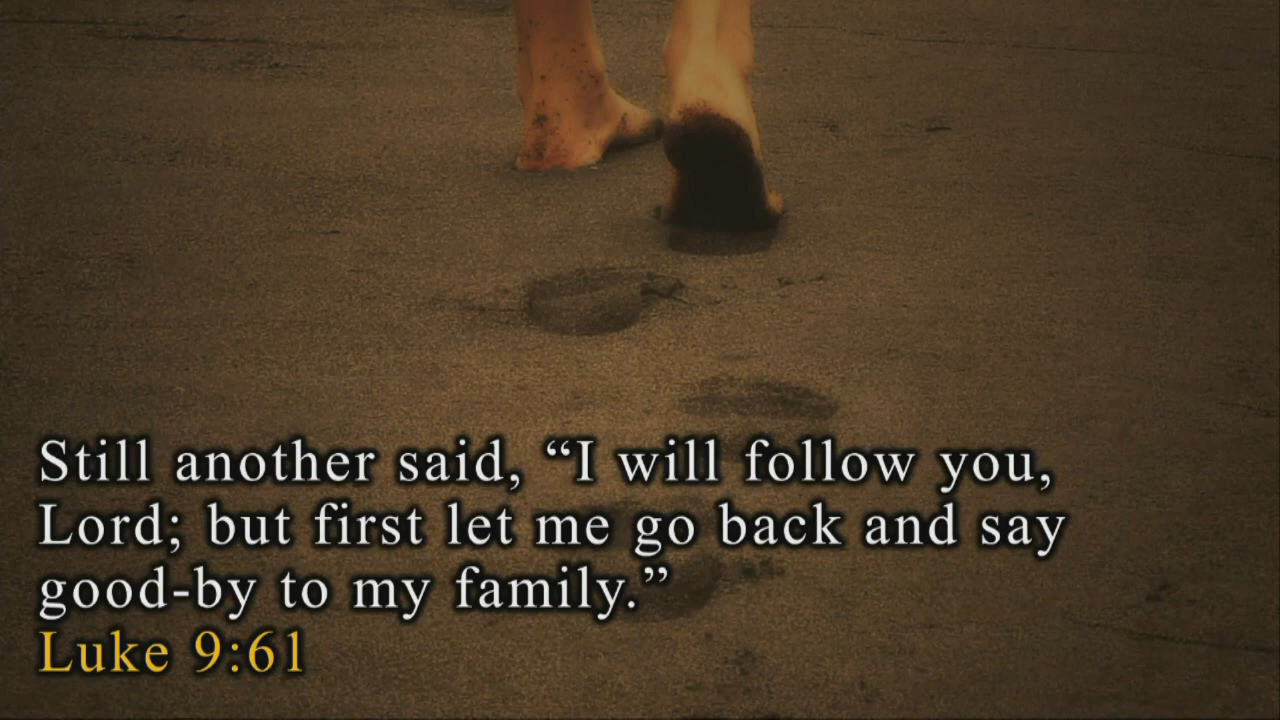 Still another said, “I will follow you,
Lord; but first let me go back and say
good-by to my family.”
Luke 9:61